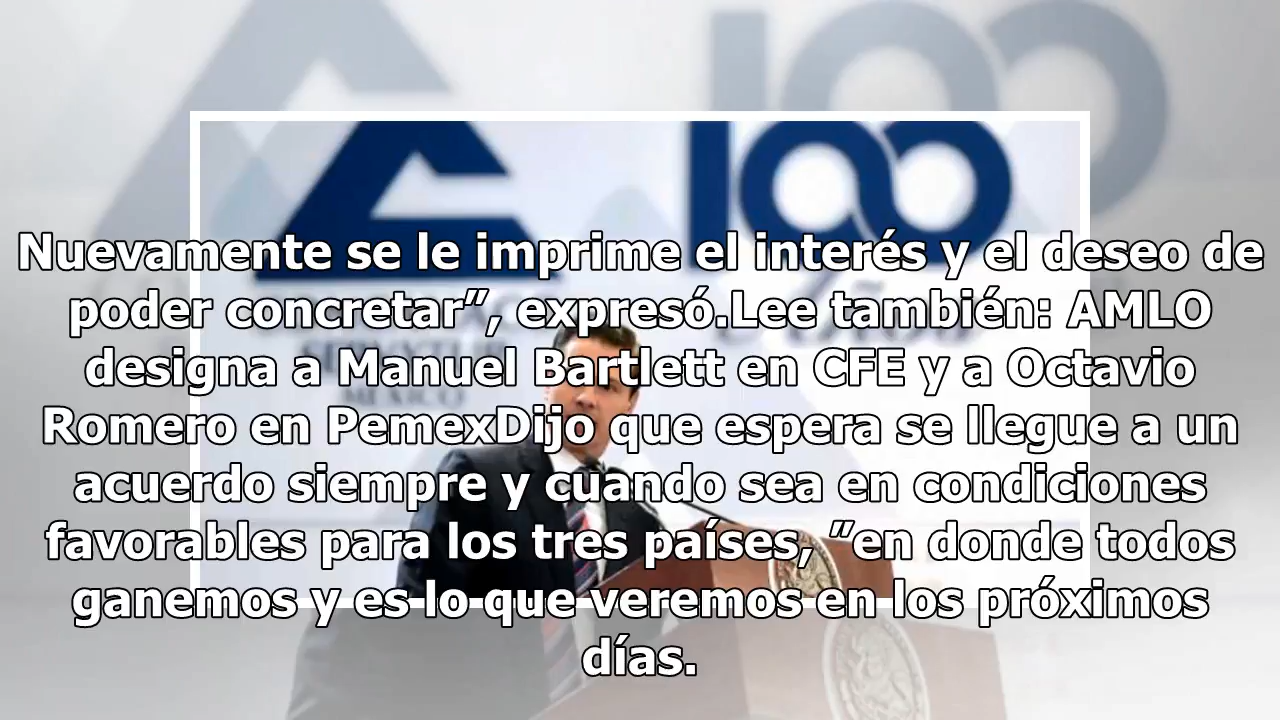 100
Nuevamente se le imprime el interés y el deseo de
poder concretar”, expresó.Lee también: AMLO
designa a Manuel Bartlett en CFE y a Octavio
Romero en PemexDijo que espera se llegue a un
acuerdo siempre y cuando sea en condiciones
favorables para los tres países, ”en donde todos
ganemos y es lo que veremos en los próximos
días.